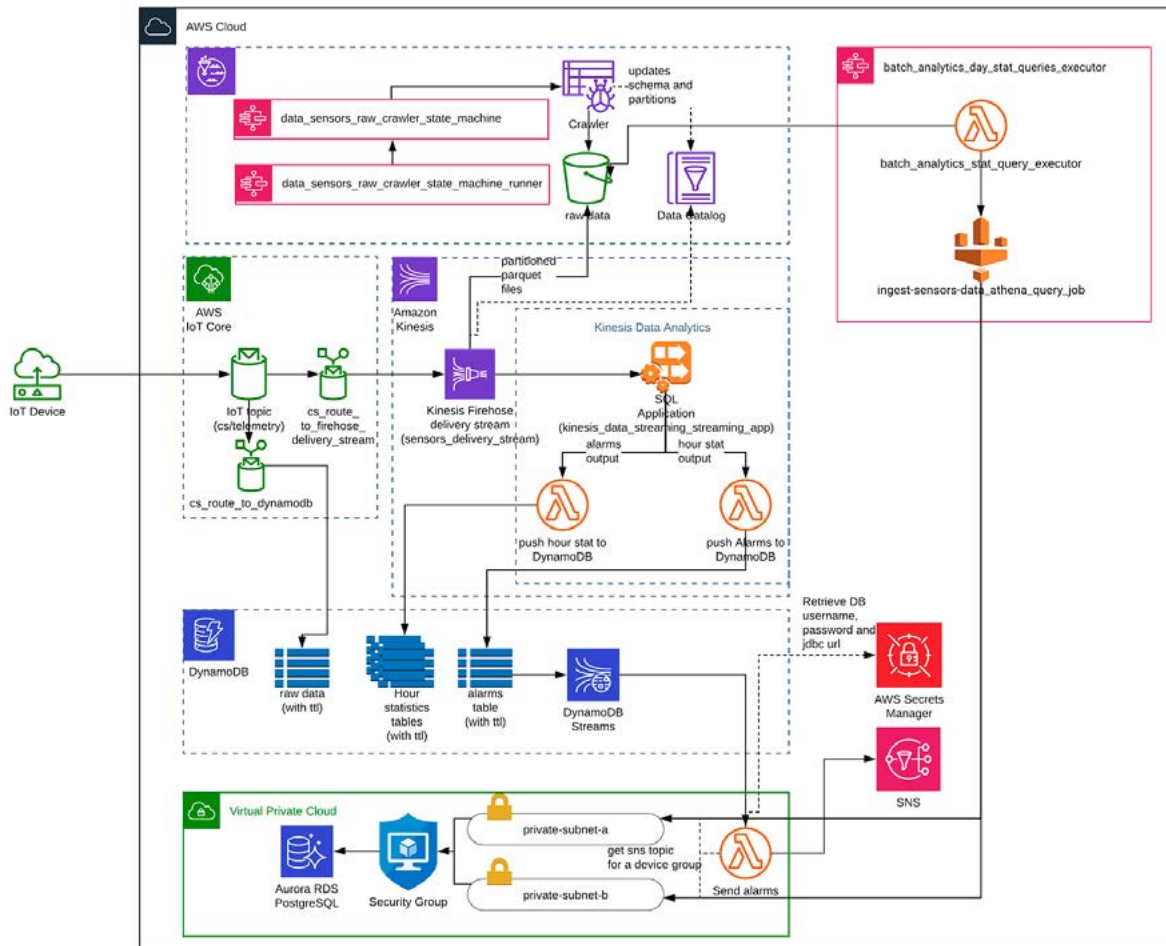 AWS Cloud
updates
schema and
partitions
batch_analytics_day_stat_queries_executor
data_sensors_raw_crawler_state_machine
Crawler
data_sensors_raw_crawler_state_machine_runner
batch_analytics_stat_query_executor
raw data
Data Catalog
partitioned
parquet
files
ingest-sensors-data_athena_query_job
AWS
IoT Core
Amazon
Kinesis
Kinesis Data Analytics
IoT Device
IoT topic
(cs/telemetry)
cs_route_
to_firehose_
delivery_stream
Kinesis Firehose
delivery stream
(sensors_delivery_stream)
SQL
Application
(kinesis_data_streaming_streaming_app)
alarms
output
hour stat
output
cs_route_to_dynamodb
push hour stat to
DynamoDB
push Alarms to
DynamoDB
Retrieve DB
username,
password and
jdbc url
DynamoDB
raw data
(with ttl)
Hour
statistics
tables
(with ttl)
alarms
table
(with ttl)
DynamoDB
Streams
AWS Secrets
Manager
SNS
Virtual Private Cloud
private-subnet-a
get sns topic
for a device group
Aurora RDS
PostgreSQL
Security Group
private-subnet-b
Send alarms